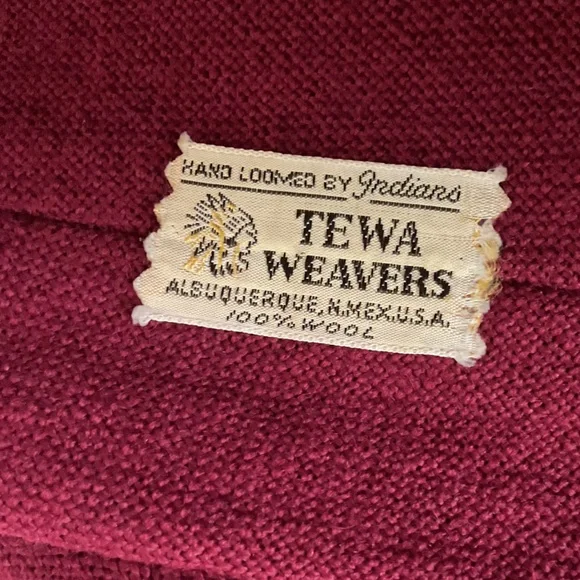 HAND LOOMED BY Indians
TEWA
WEAVERS
ALBUQUERQUE, N.MEX.U.S.A.
100% WOOL